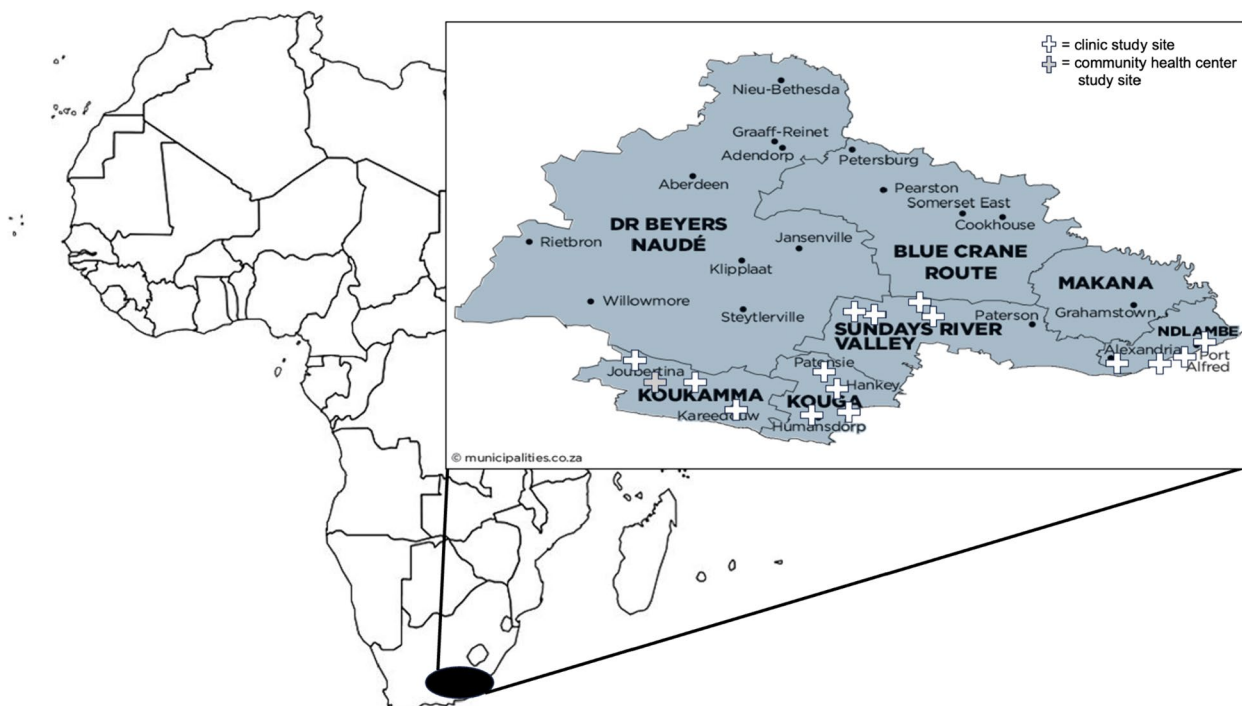 = clinic study site
= community health center
study site
Nieu-Bethesda
Graaff-Reinet
Adendorp
Petersburg
Aberdeen
Pearston
Somerset East
Cookhouse
DR BEYERS
NAUDÉ
Rietbron
Jansenville
Klipplaat
BLUE CRANE
ROUTE
MAKANA
Willowmore
Steytlerville
Paterson
Grahamstown
SUNDAYS RIVER
VALLEY
NDLAMBE
Alexandria
Port
Alfred
Joubertina
Patensie
Hankey
KOUKAMMA
KOUGA
Kareedouw
Humansdorp
© municipalities.co.za